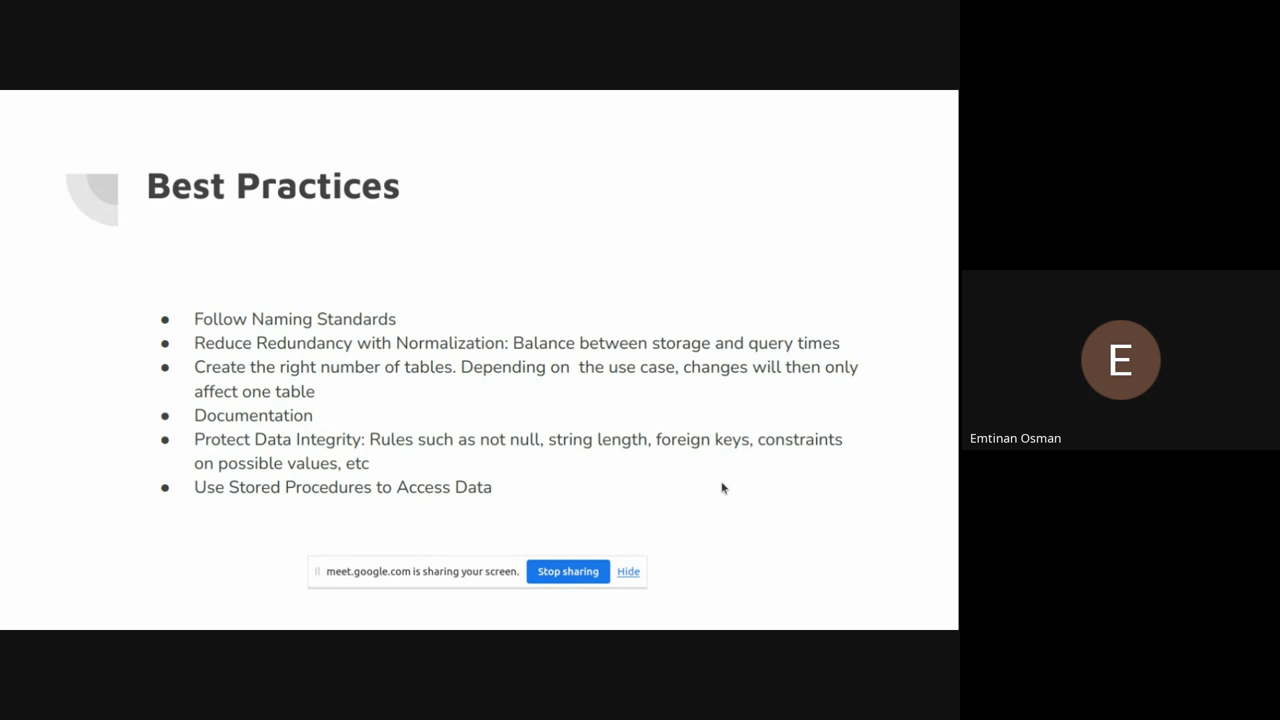 Best Practices
● Follow Naming Standards
● Reduce Redundancy with Normalization: Balance between storage and query times
● Create the right number of tables. Depending on  the use case, changes will then only
affect one table
● Documentation
● Protect Data Integrity: Rules such as not null, string length, foreign keys, constraints
on possible values, etc
● Use Stored Procedures to Access Data
meet.google.com is sharing your screen. Stop sharing Hide
E
Emtinan Osman